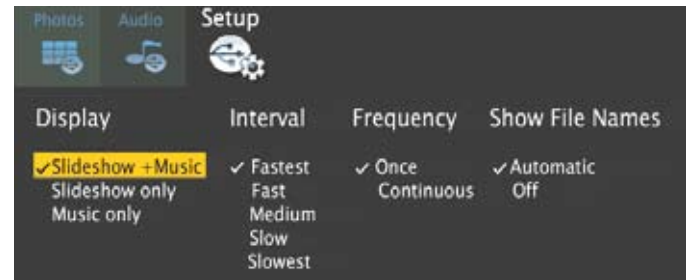 Photos Audio Setup
Display Interval Frequency Show File Names
✓Slideshow +Music ✓ Fastest ✓ Once ✓Automatic
Slideshow only Fast Continuous Off
Music only Medium
Slow
Slowest